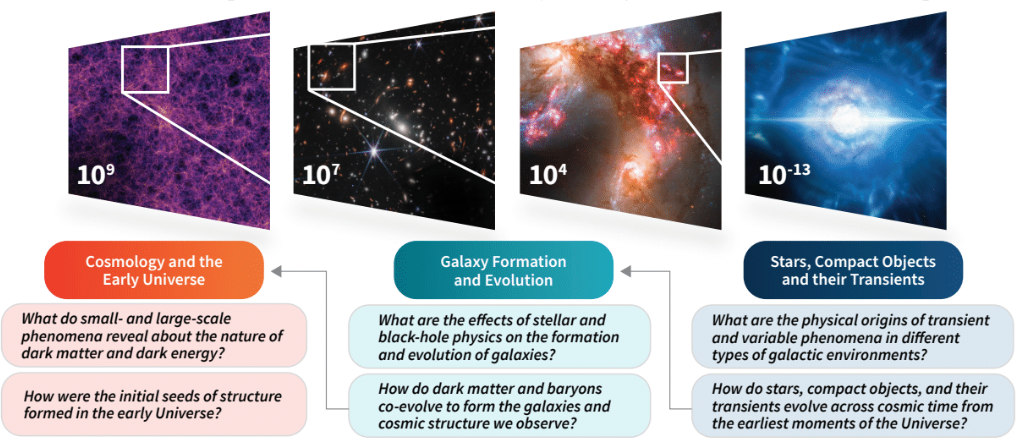 10⁹
10⁷
10⁴
10⁻¹³
Cosmology and the
Early Universe
Galaxy Formation
and Evolution
Stars, Compact Objects
and their Transients
What do small- and large-scale
phenomena reveal about the nature of
dark matter and dark energy?
How were the initial seeds of structure
formed in the early Universe?
What are the effects of stellar and
black-hole physics on the formation
and evolution of galaxies?
How do dark matter and baryons
co-evolve to form the galaxies and
cosmic structure we observe?
What are the physical origins of transient
and variable phenomena in different
types of galactic environments?
How do stars, compact objects, and their
transients evolve across cosmic time from
the earliest moments of the Universe?